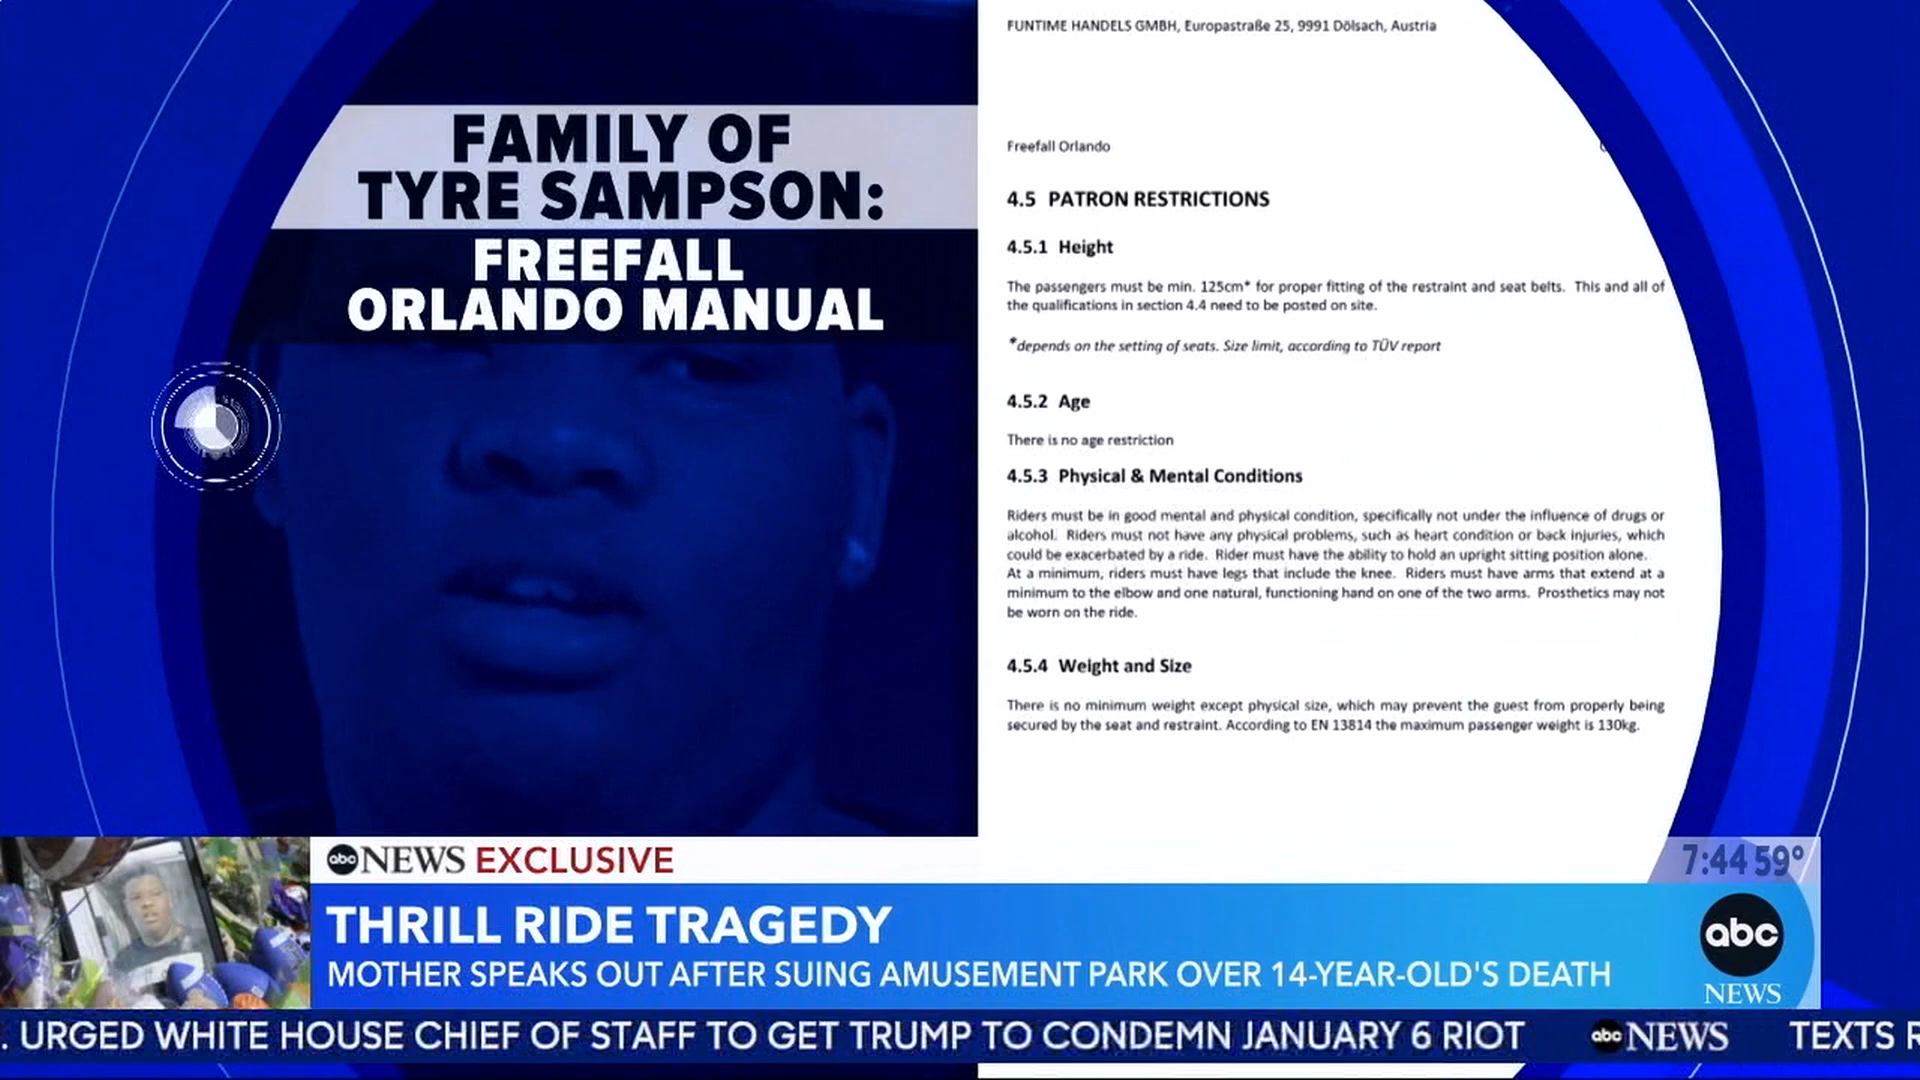 FUNTIME HANDELS GMBH, Europastraße 25, 9991 Dölsach, Austria
FAMILY OF
TYRE SAMPSON:
FREEFALL
ORLANDO MANUAL
Freefall Orlando
4.5 PATRON RESTRICTIONS
4.5.1 Height
The passengers must be min. 125cm* for proper fitting of the restraint and seat belts. This and all of
the qualifications in section 4.4 need to be posted on site.
*depends on the setting of seats. Size limit, according to TÜV report
4.5.2 Age
There is no age restriction
4.5.3 Physical & Mental Conditions
Riders must be in good mental and physical condition, specifically not under the influence of drugs or
alcohol. Riders must not have any physical problems, such as heart condition or back injuries, which
could be exacerbated by a ride. Rider must have the ability to hold an upright sitting position alone.
At a minimum, riders must have legs that include the knee. Riders must have arms that extend at a
minimum to the elbow and one natural, functioning hand on one of the two arms. Prosthetics may not
be worn on the ride.
4.5.4 Weight and Size
There is no minimum weight except physical size, which may prevent the guest from properly being
secured by the seat and restraint. According to EN 13814 the maximum passenger weight is 130kg.
abc NEWS EXCLUSIVE
7:44 59°
THRILL RIDE TRAGEDY
MOTHER SPEAKS OUT AFTER SUING AMUSEMENT PARK OVER 14-YEAR-OLD'S DEATH
abc
NEWS
. URGED WHITE HOUSE CHIEF OF STAFF TO GET TRUMP TO CONDEMN JANUARY 6 RIOT abc NEWS TEXTS R